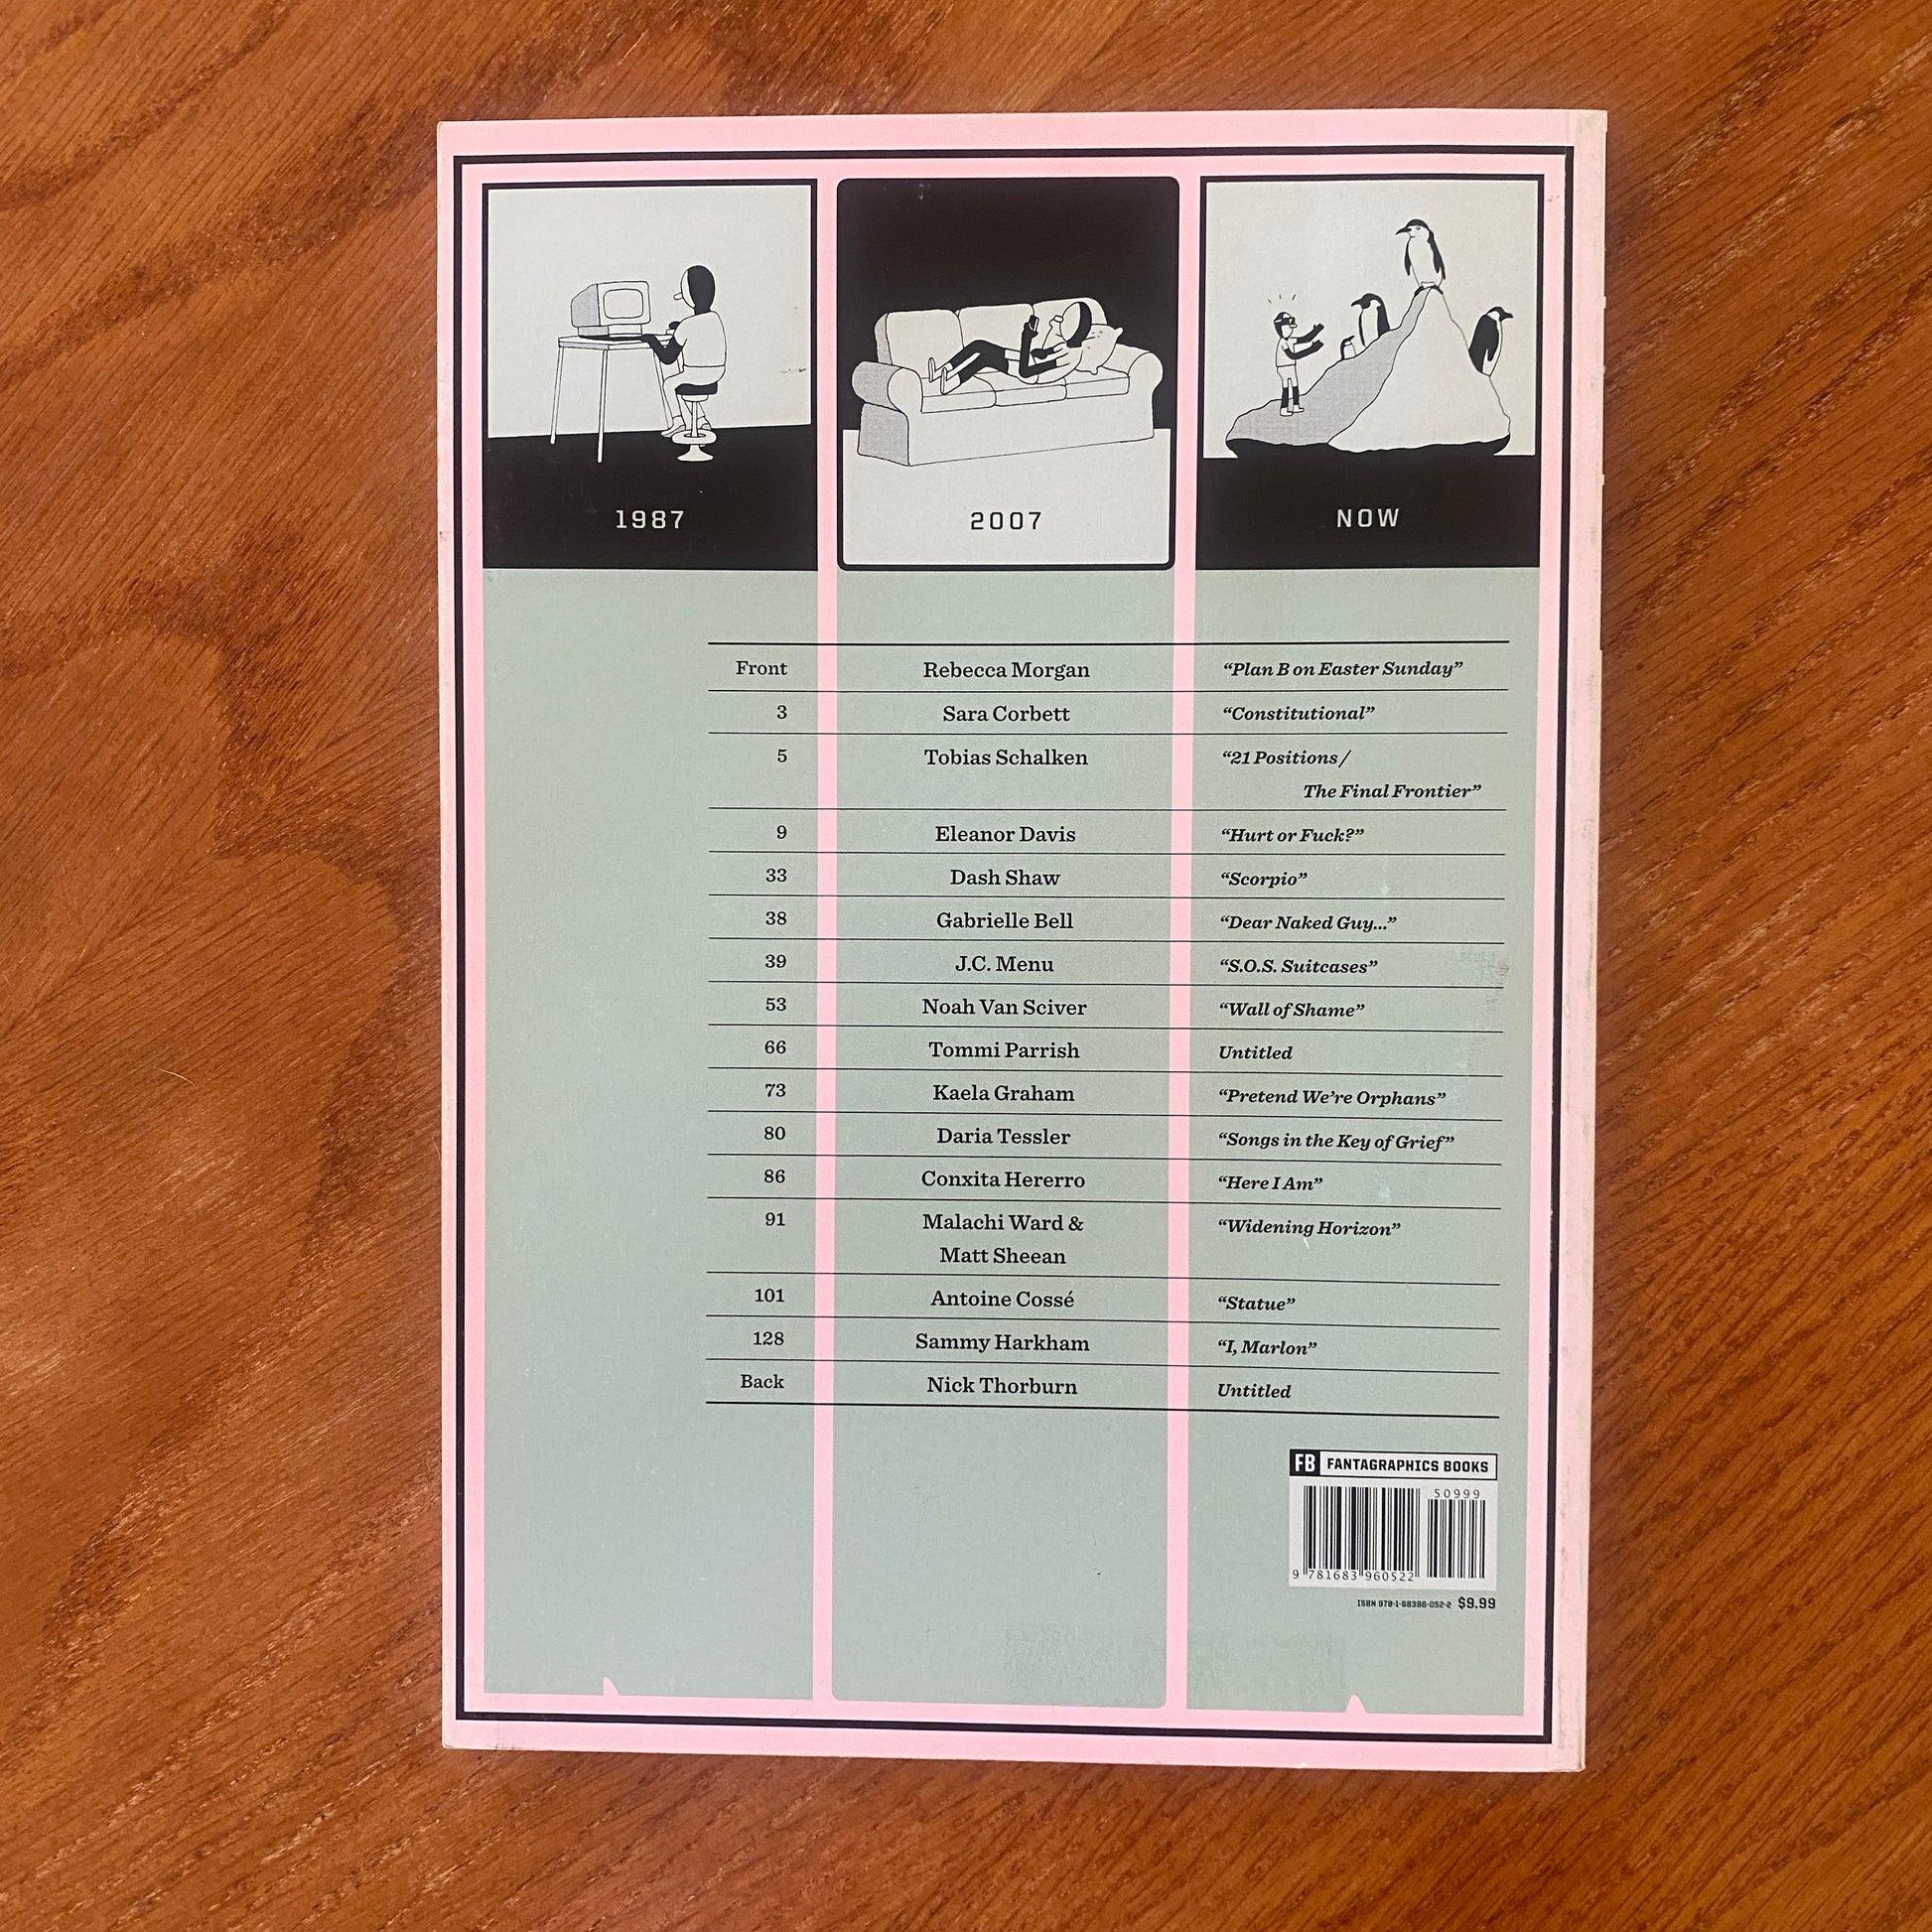 1987
2007
NOW
Front Rebecca Morgan “Plan B on Easter Sunday”
3 Sara Corbett “Constitutional”
5 Tobias Schalken “21 Positions /
The Final Frontier”
9 Eleanor Davis “Hurt or Fuck?”
33 Dash Shaw “Scorpio”
38 Gabrielle Bell “Dear Naked Guy...”
39 J.C. Menu “S.O.S. Suitcases”
53 Noah Van Sciver “Wall of Shame”
66 Tommi Parrish Untitled
73 Kaela Graham “Pretend We’re Orphans”
80 Daria Tessler “Songs in the Key of Grief”
86 Conxita Hererro “Here I Am”
91 Malachi Ward & “Widening Horizon”
Matt Sheean
101 Antoine Cossé “Statue”
128 Sammy Harkham “I, Marlon”
Back Nick Thorburn Untitled
FB FANTAGRAPHICS BOOKS
50999
9 781683 960522
ISBN 978-1-68396-052-2 $9.99